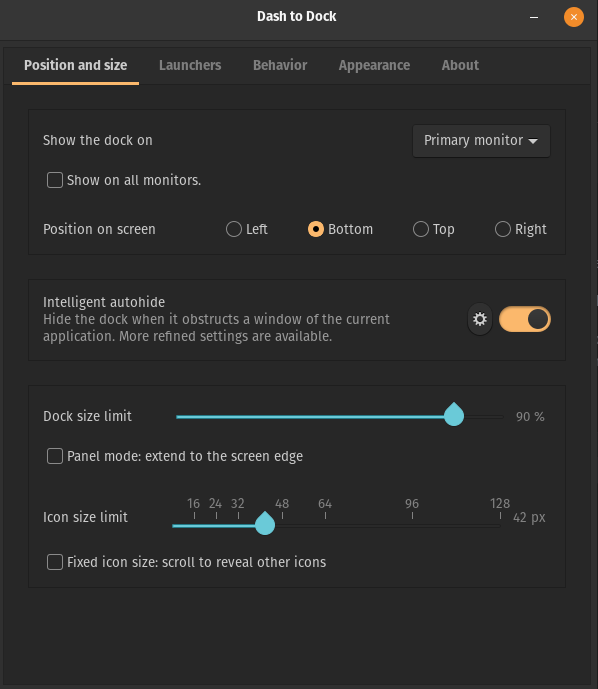 Dash to Dock
Position and size Launchers Behavior Appearance About
Show the dock on Primary monitor
Show on all monitors.
Position on screen Left Bottom Top Right
Intelligent autohide
Hide the dock when it obstructs a window of the current
application. More refined settings are available.
Dock size limit 90 %
Panel mode: extend to the screen edge
16 24 32 48 64 96 128
Icon size limit 42 px
Fixed icon size: scroll to reveal other icons